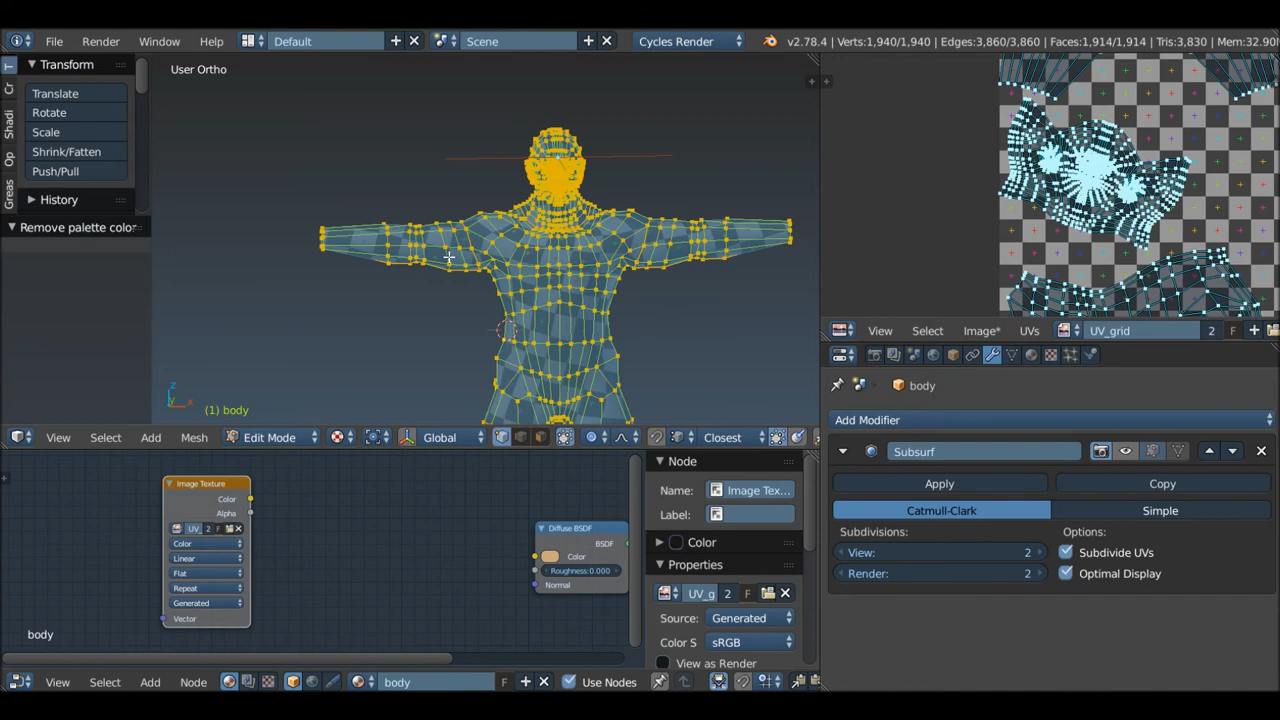 File Render Window Help Default Scene Cycles Render v2.78.4 | Verts:1,940/1,940 | Edges:3,860/3,860 | Faces:1,914/1,914 | Tris:3,830 | Mem:32.90
T
Cr
Shadi
Op
Greas
Transform
Translate
Rotate
Scale
Shrink/Fatten
Push/Pull
History
Remove palette color
User Ortho
z
y x
(1) body
View Select Add Mesh Edit Mode Global Closest
View Select Image* UVs UV_grid 2 F
body
Add Modifier
Subsurf
Apply Copy
Catmull-Clark Simple
Subdivisions: Options:
View: 2 Subdivide UVs
Render: 2 Optimal Display
Image Texture
Color
Alpha
UV_ 2 F
Color
Linear
Flat
Repeat
Generated
Vector
Diffuse BSDF
BSDF
Color
Roughness:0.000
Normal
body
Node
Name: Image Tex...
Label:
Color
Properties
UV_g 2 F
Source: Generated
Color S sRGB
View as Render
View Select Add Node body F Use Nodes